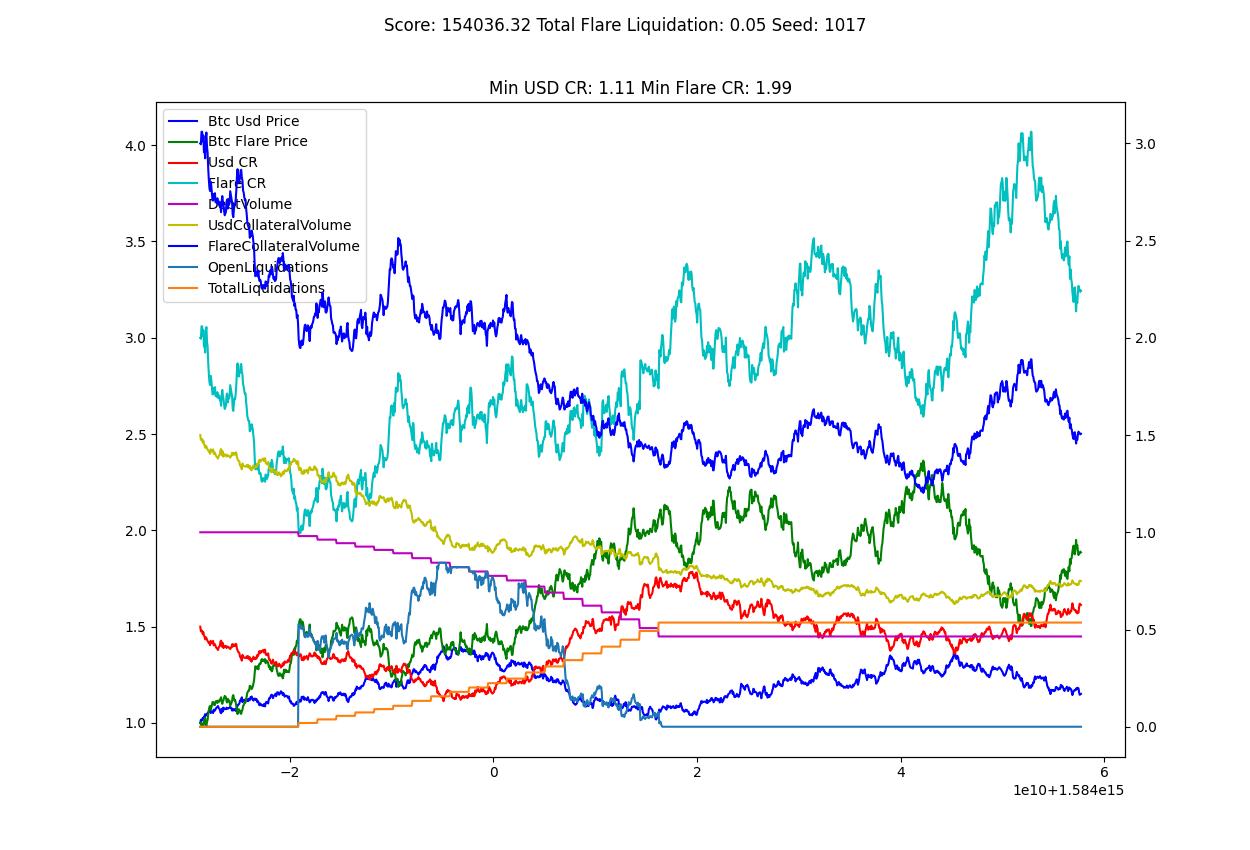 Score: 154036.32 Total Flare Liquidation: 0.05 Seed: 1017
Min USD CR: 1.11 Min Flare CR: 1.99
Btc Usd Price
Btc Flare Price
Usd CR
Flare CR
DebtVolume
UsdCollateralVolume
FlareCollateralVolume
OpenLiquidations
TotalLiquidations
4.0
3.5
3.0
2.5
2.0
1.5
1.0
3.0
2.5
2.0
1.5
1.0
0.5
0.0
−2 0 2 4 6
1e10+1.584e15